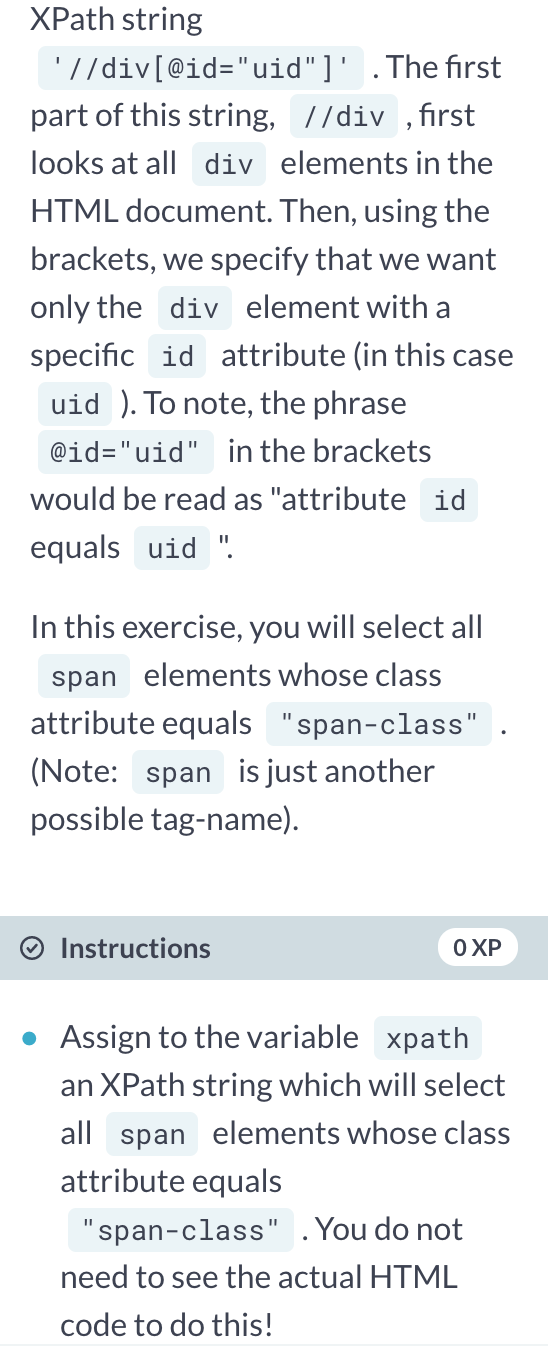 XPath string
'//div[@id="uid"]' . The first
part of this string, //div , first
looks at all div elements in the
HTML document. Then, using the
brackets, we specify that we want
only the div element with a
specific id attribute (in this case
uid ). To note, the phrase
@id="uid" in the brackets
would be read as "attribute id
equals uid ".
In this exercise, you will select all
span elements whose class
attribute equals "span-class" .
(Note: span is just another
possible tag-name).
Instructions 0 XP
Assign to the variable xpath
an XPath string which will select
all span elements whose class
attribute equals
"span-class" . You do not
need to see the actual HTML
code to do this!